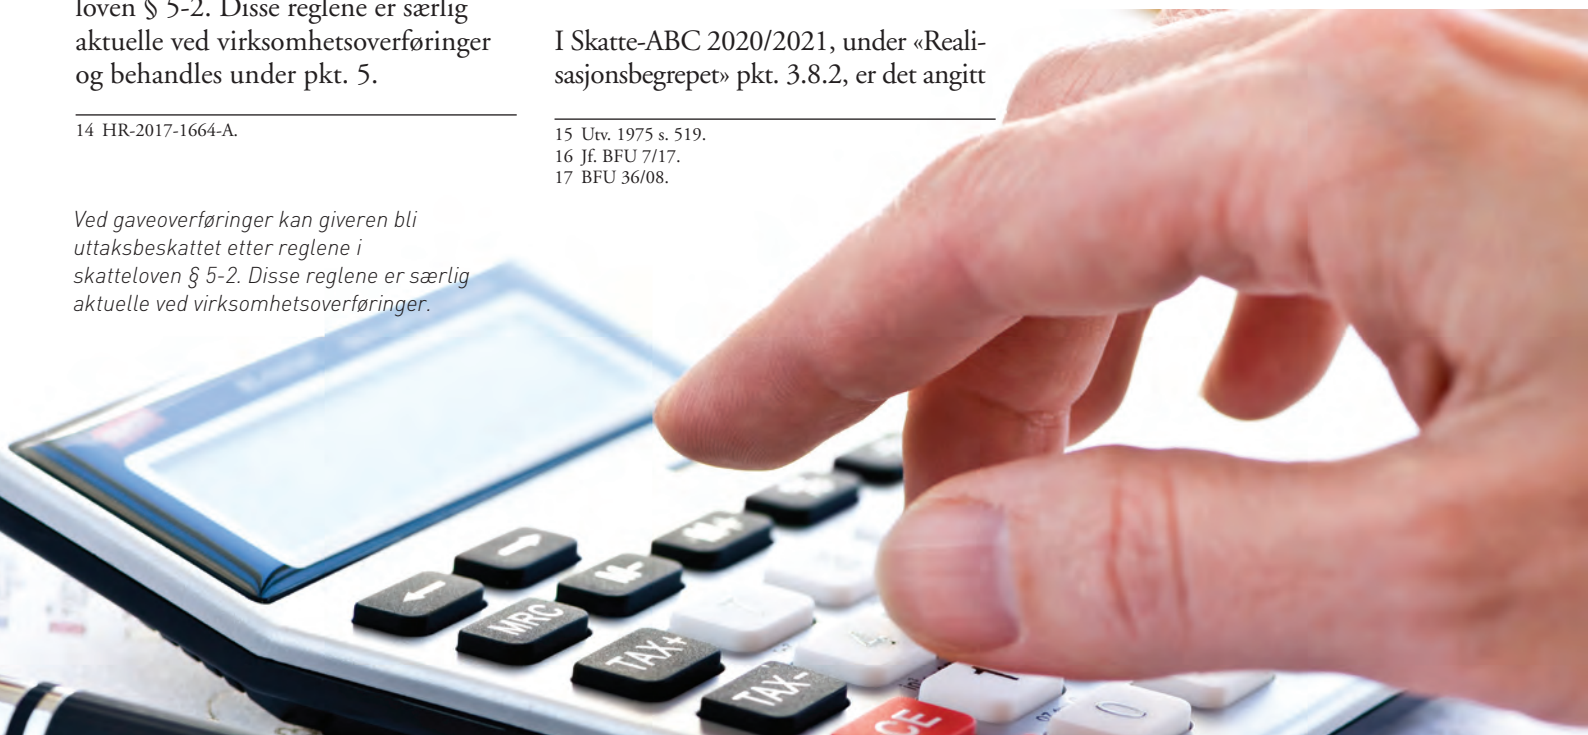 loven § 5-2. Disse reglene er særlig
aktuelle ved virksomhetsoverføringer
og behandles under pkt. 5.
14 HR-2017-1664-A.
Ved gaveoverføringer kan giveren bli
uttaksbeskattet etter reglene i
skatteloven § 5-2. Disse reglene er særlig
aktuelle ved virksomhetsoverføringer.
I Skatte-ABC 2020/2021, under «Reali-
sasjonsbegrepet» pkt. 3.8.2, er det angitt
15 Utv. 1975 s. 519.
16 Jf. BFU 7/17.
17 BFU 36/08.
M-
MRC
TAX+
TAX-
4
1
0
CE